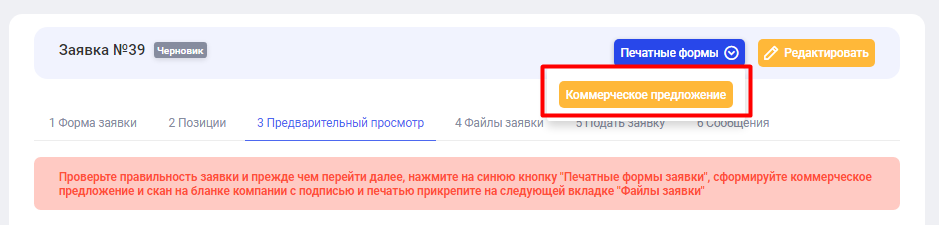 Заявка №39 Черновик
Печатные формы
Редактировать
Коммерческое предложение
1 Форма заявки 2 Позиции 3 Предварительный просмотр 4 Файлы заявки 5 Подать заявку 6 Сообщения
Проверьте правильность заявки и прежде чем перейти далее, нажмите на синюю кнопку "Печатные формы заявки", сформируйте коммерческое
предложение и скан на бланке компании с подписью и печатью прикрепите на следующей вкладке "Файлы заявки"